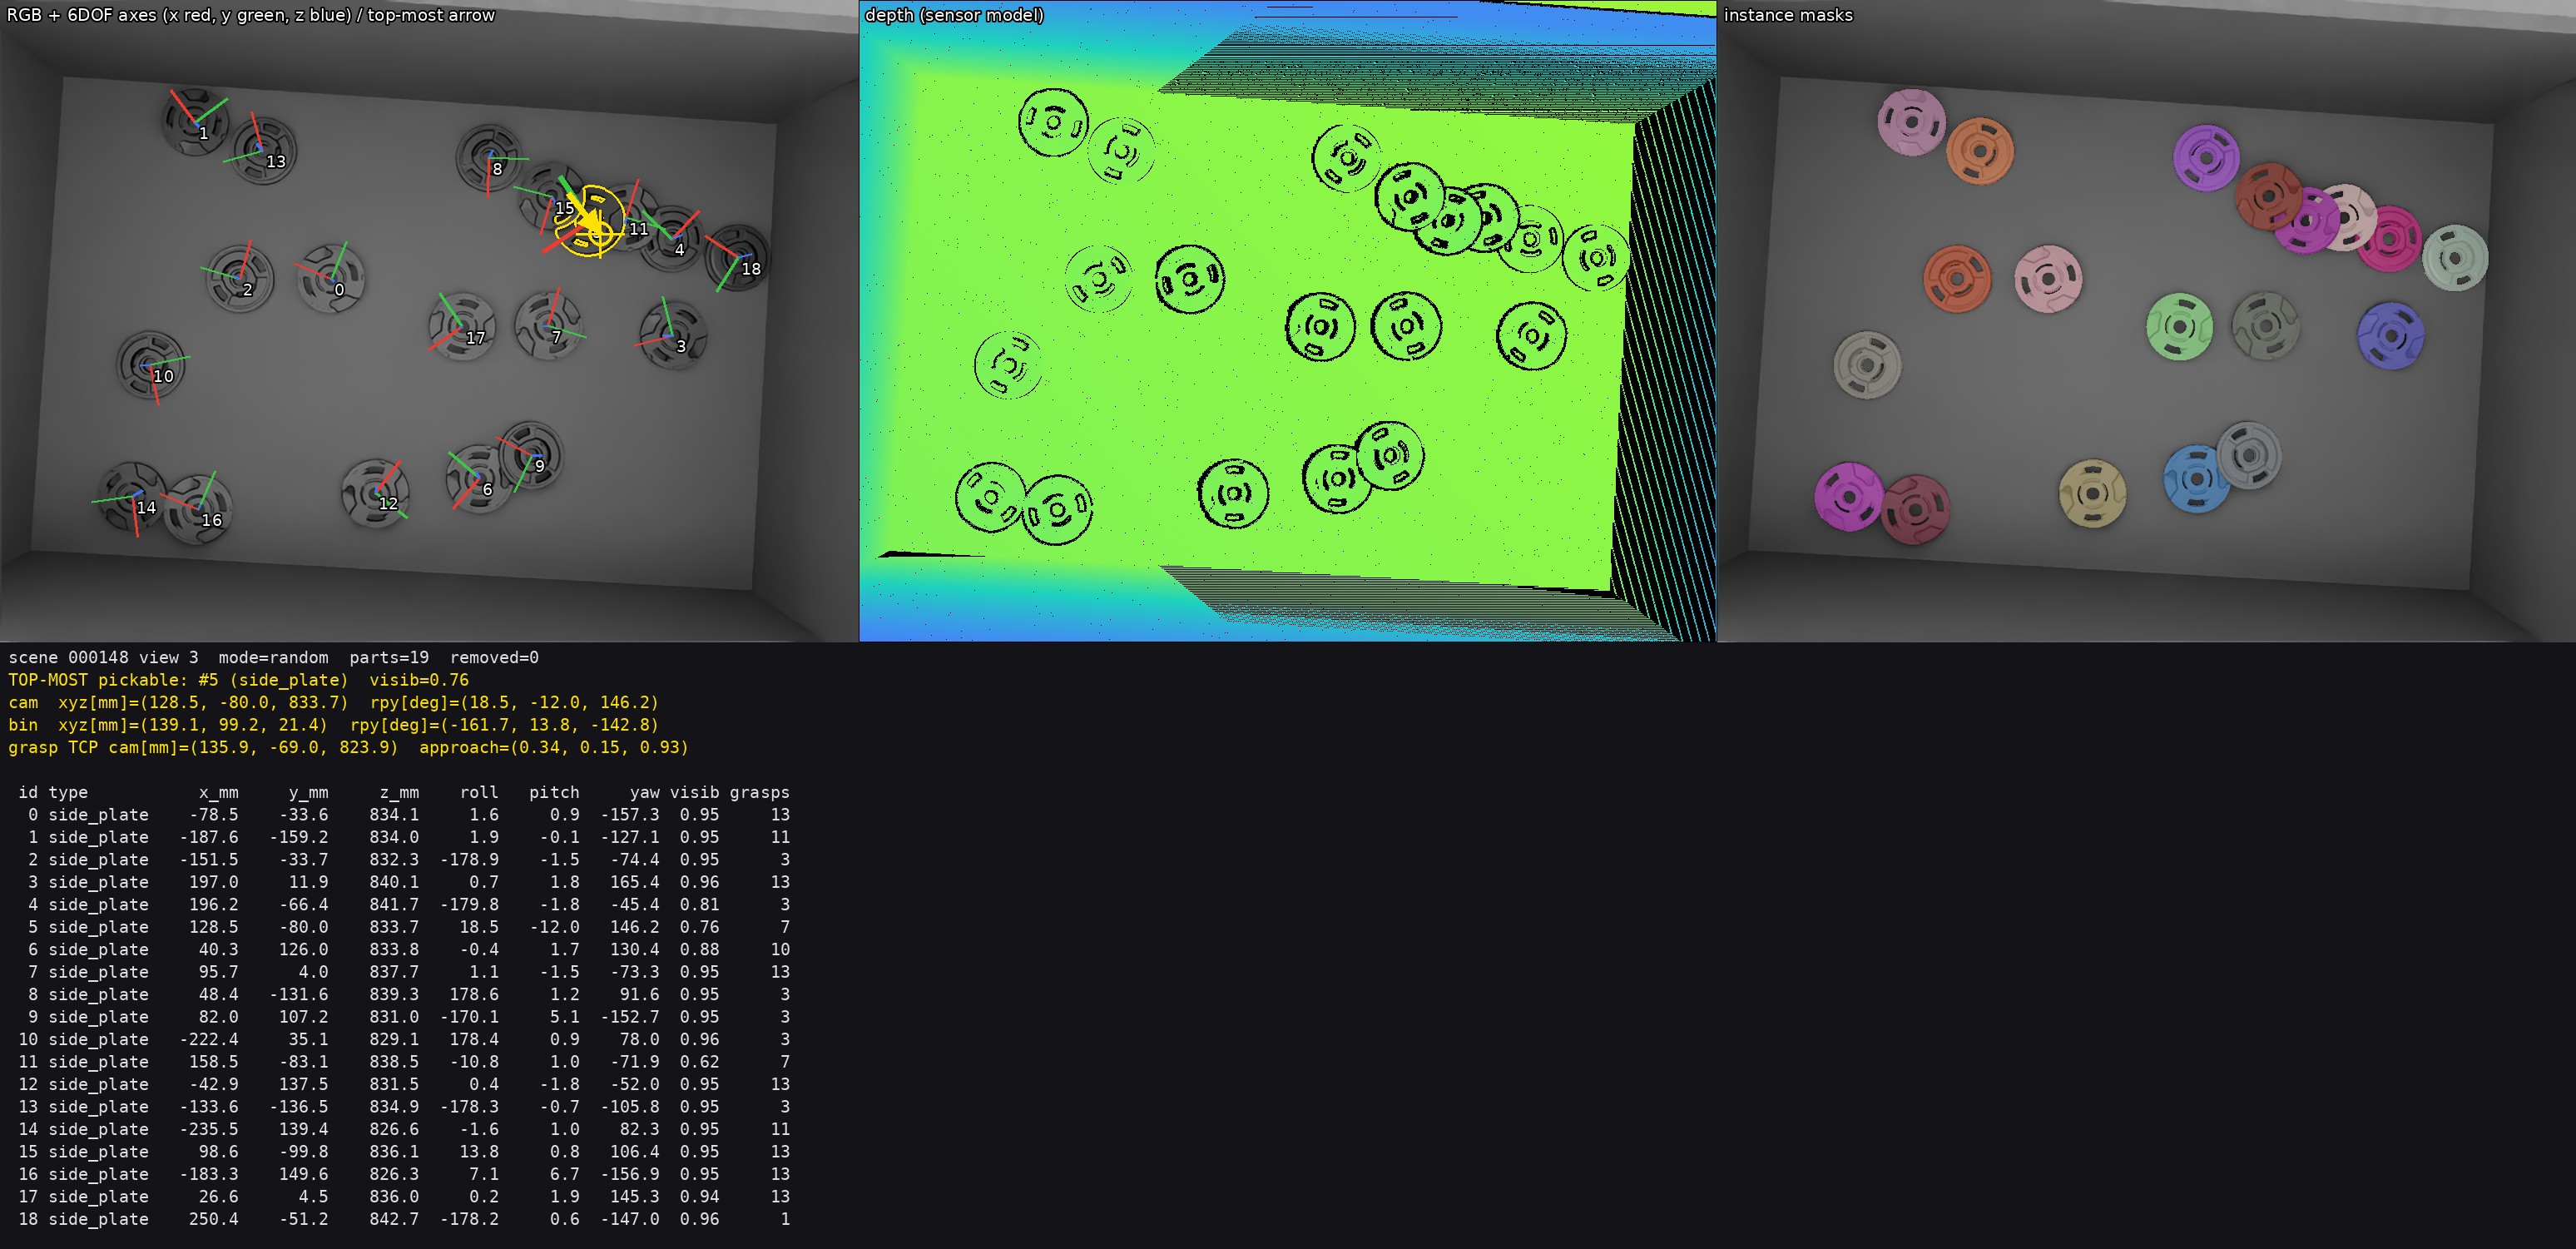 RGB + 6DOF axes (x red, y green, z blue) / top-most arrow
depth (sensor model)
instance masks
1
13
8
15
11
4
18
2
0
17
7
3
10
9
14
16
12
6
scene 000148 view 3  mode=random  parts=19  removed=0
TOP-MOST pickable: #5 (side_plate)  visib=0.76
cam  xyz[mm]=(128.5, -80.0, 833.7)  rpy[deg]=(18.5, -12.0, 146.2)
bin  xyz[mm]=(139.1, 99.2, 21.4)  rpy[deg]=(-161.7, 13.8, -142.8)
grasp TCP cam[mm]=(135.9, -69.0, 823.9)  approach=(0.34, 0.15, 0.93)
id type x_mm y_mm z_mm roll pitch yaw visib grasps
0 side_plate -78.5 -33.6 834.1 1.6 0.9 -157.3 0.95 13
1 side_plate -187.6 -159.2 834.0 1.9 -0.1 -127.1 0.95 11
2 side_plate -151.5 -33.7 832.3 -178.9 -1.5 -74.4 0.95 3
3 side_plate 197.0 11.9 840.1 0.7 1.8 165.4 0.96 13
4 side_plate 196.2 -66.4 841.7 -179.8 -1.8 -45.4 0.81 3
5 side_plate 128.5 -80.0 833.7 18.5 -12.0 146.2 0.76 7
6 side_plate 40.3 126.0 833.8 -0.4 1.7 130.4 0.88 10
7 side_plate 95.7 4.0 837.7 1.1 -1.5 -73.3 0.95 13
8 side_plate 48.4 -131.6 839.3 178.6 1.2 91.6 0.95 3
9 side_plate 82.0 107.2 831.0 -170.1 5.1 -152.7 0.95 3
10 side_plate -222.4 35.1 829.1 178.4 0.9 78.0 0.96 3
11 side_plate 158.5 -83.1 838.5 -10.8 1.0 -71.9 0.62 7
12 side_plate -42.9 137.5 831.5 0.4 -1.8 -52.0 0.95 13
13 side_plate -133.6 -136.5 834.9 -178.3 -0.7 -105.8 0.95 3
14 side_plate -235.5 139.4 826.6 -1.6 1.0 82.3 0.95 11
15 side_plate 98.6 -99.8 836.1 13.8 0.8 106.4 0.95 13
16 side_plate -183.3 149.6 826.3 7.1 6.7 -156.9 0.95 13
17 side_plate 26.6 4.5 836.0 0.2 1.9 145.3 0.94 13
18 side_plate 250.4 -51.2 842.7 -178.2 0.6 -147.0 0.96 1